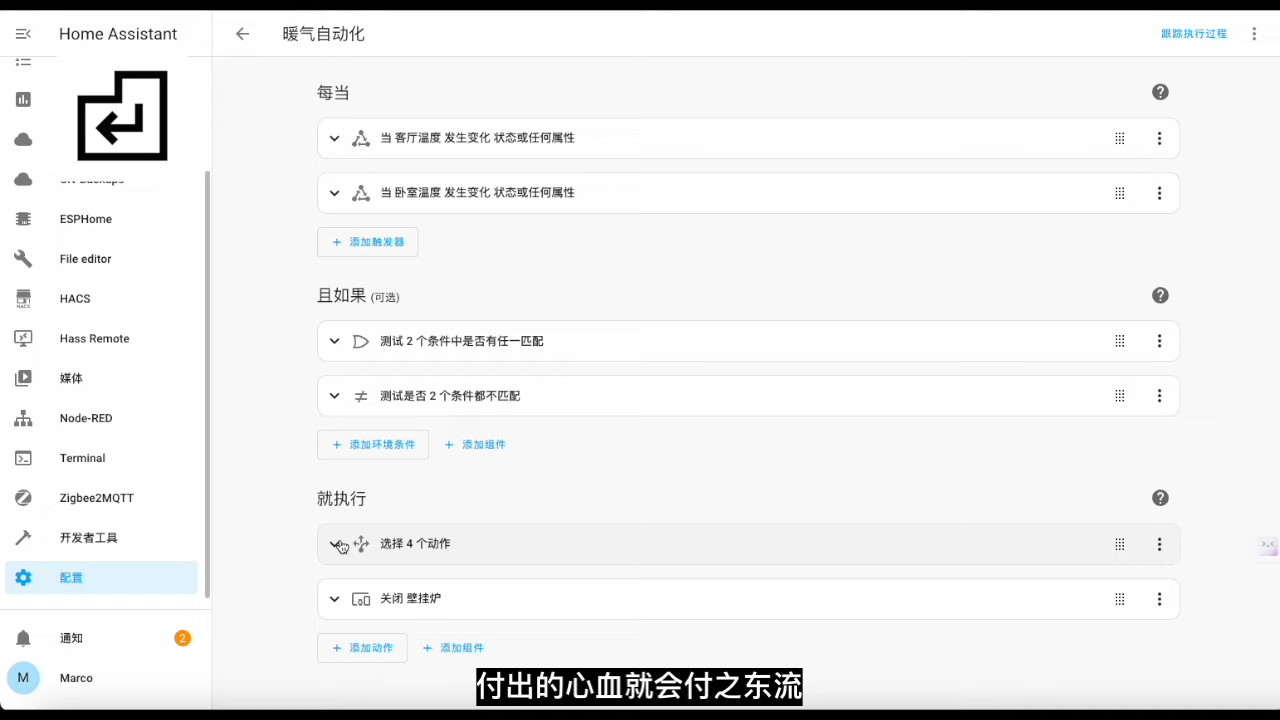 Home Assistant
暖气自动化
跟踪执行过程
每当
当 客厅温度 发生变化 状态或任何属性
当 卧室温度 发生变化 状态或任何属性
添加触发器
ESPHome
File editor
HACS
Hass Remote
媒体
Node-RED
Terminal
Zigbee2MQTT
开发者工具
配置
通知
2
M
Marco
且如果 (可选)
测试 2 个条件中是否有任一匹配
测试是否 2 个条件都不匹配
添加环境条件
添加组件
就执行
选择 4 个动作
关闭 壁挂炉
添加动作
添加组件
付出的心血就会付之东流